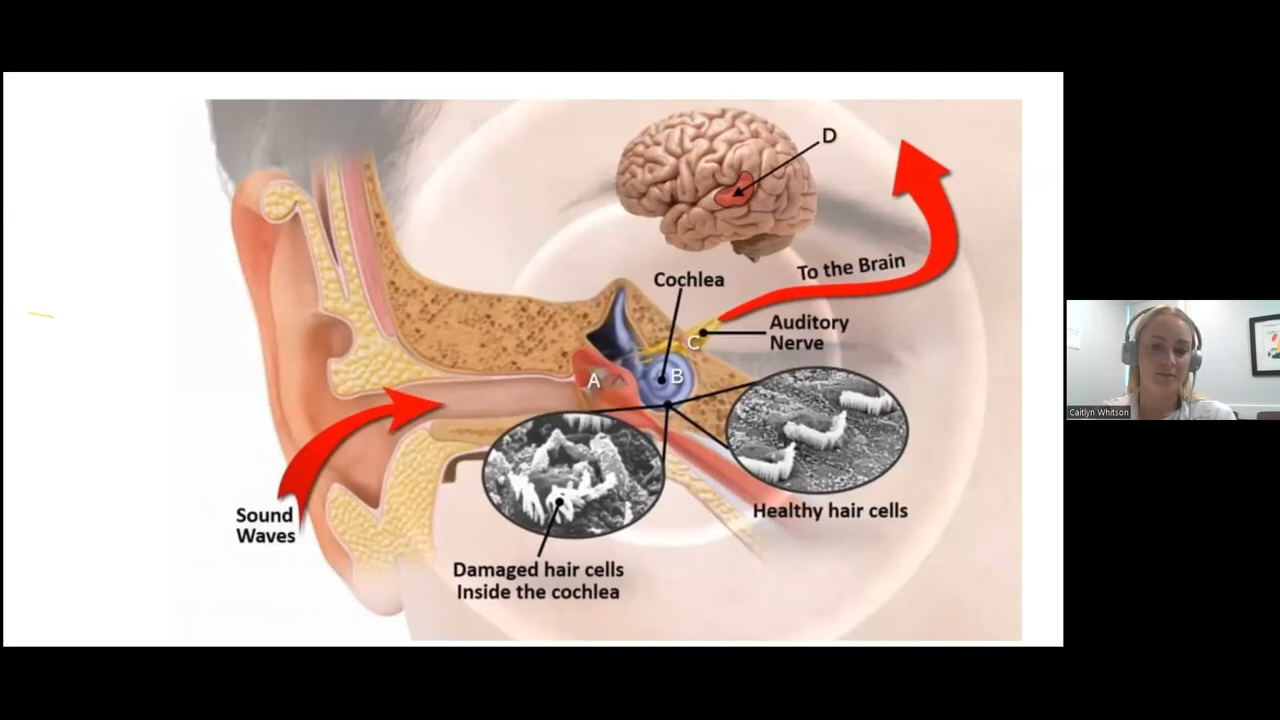 D
Cochlea
To the Brain
Auditory
Nerve
C
A
B
Sound
Waves
Healthy hair cells
Damaged hair cells
Inside the cochlea
Caitlyn Whitson